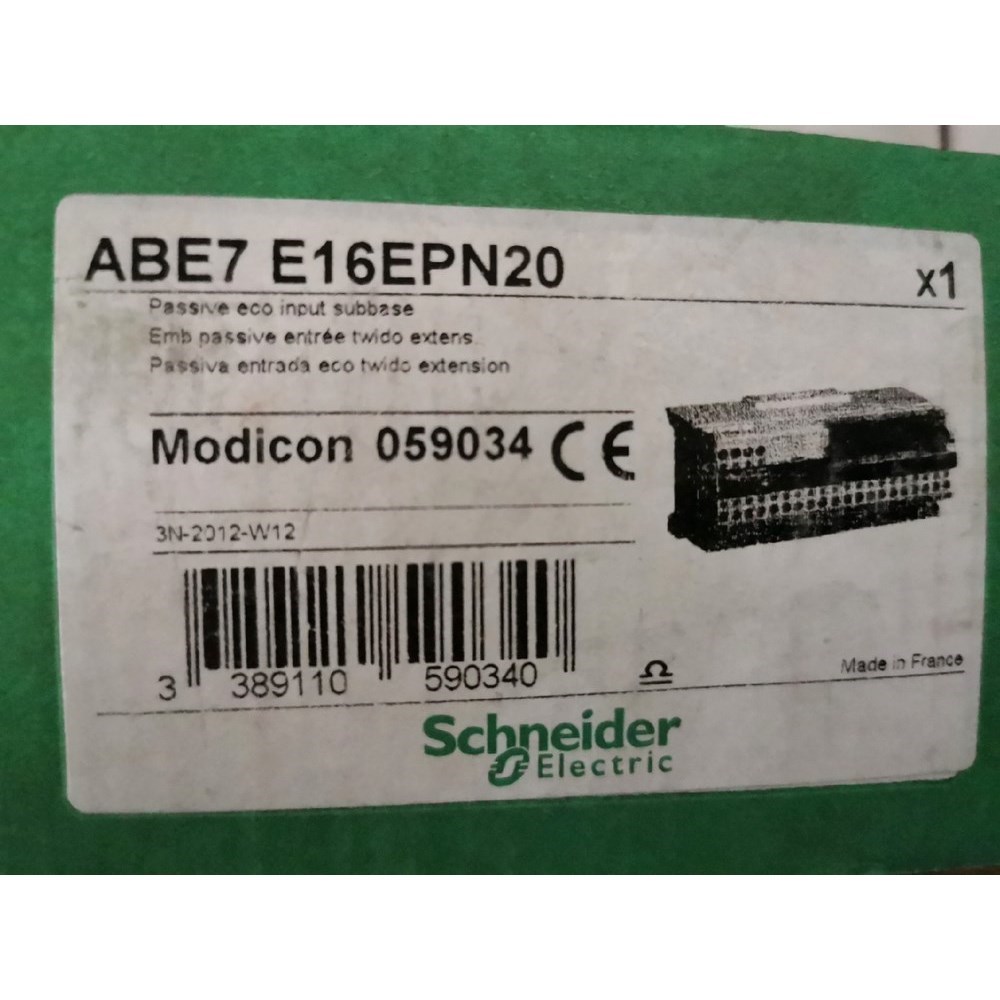 ABE7 E16EPN20 x1
Passive eco input subbase
Emb passive entrée twido extens.
Passiva entrada eco twido extension
Modicon 059034 CE
3N-2012-W12
3 389110 590340
Made in France
Schneider
Electric